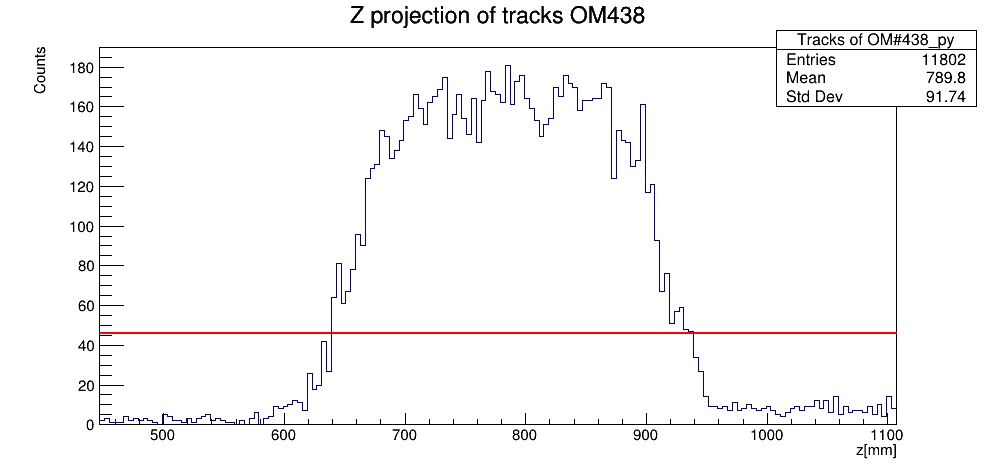 Z projection of tracks OM438
Tracks of OM#438_py
Entries 11802
Mean 789.8
Std Dev 91.74
Counts
180
160
140
120
100
80
60
40
20
0
500 600 700 800 900 1000 1100
z[mm]